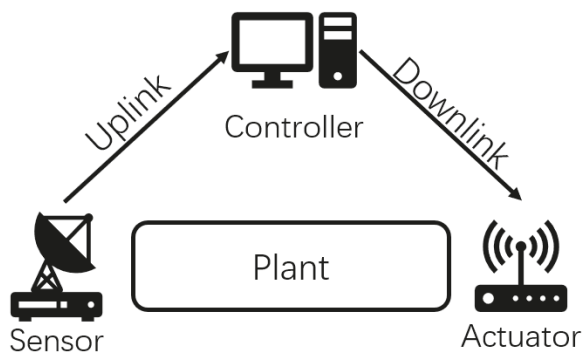 Uplink
Downlink
Controller
Plant
Sensor
Actuator